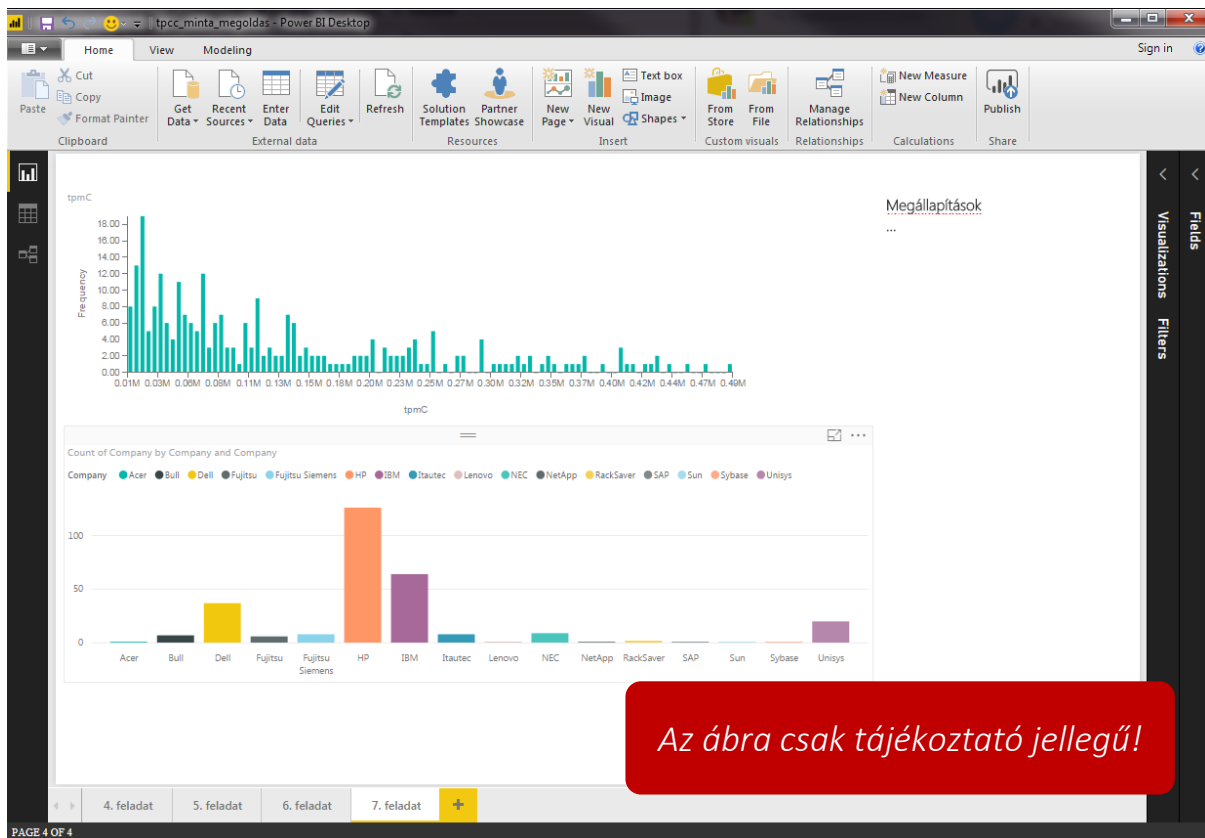 tpcc_minta_megoldas - Power BI Desktop
Home View Modeling Sign in
Paste
Cut
Copy
Format Painter
Clipboard
Get Data
Recent Sources
Enter Data
Edit Queries
Refresh
External data
Solution Templates
Partner Showcase
Resources
New Page
New Visual
Text box
Image
Shapes
Insert
From Store
From File
Custom visuals
Manage Relationships
Relationships
New Measure
New Column
Calculations
Publish
Share
tpmC
18.00
16.00
14.00
12.00
10.00
8.00
6.00
4.00
2.00
0.00
Frequency
0.01M 0.03M 0.06M 0.08M 0.11M 0.13M 0.15M 0.18M 0.20M 0.23M 0.25M 0.27M 0.30M 0.32M 0.35M 0.37M 0.40M 0.42M 0.44M 0.47M 0.49M
tpmC
Megállapítások
...
Visualizations
Filters
Fields
Count of Company by Company and Company
Company Acer Bull Dell Fujitsu Fujitsu Siemens HP IBM Itautec Lenovo NEC NetApp RackSaver SAP Sun Sybase Unisys
100
50
0
Acer Bull Dell Fujitsu Fujitsu Siemens HP IBM Itautec Lenovo NEC NetApp RackSaver SAP Sun Sybase Unisys
Az ábra csak tájékoztató jellegű!
4. feladat 5. feladat 6. feladat 7. feladat
PAGE 4 OF 4